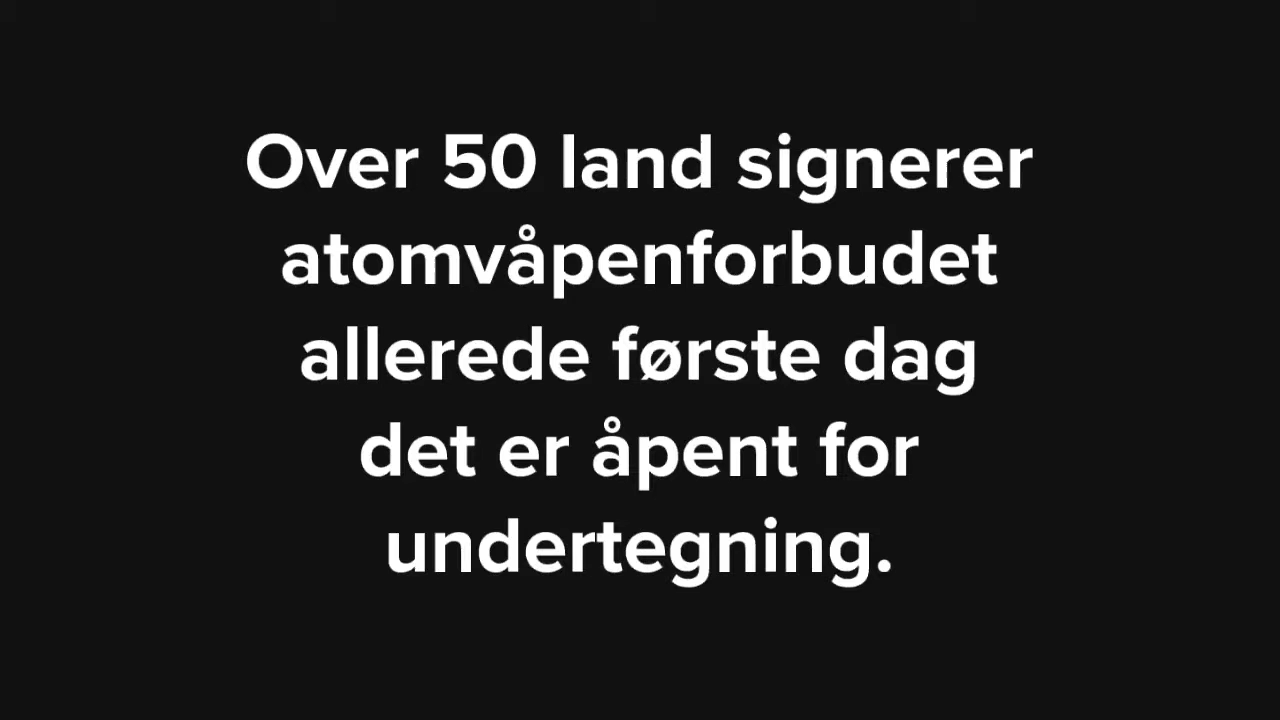 Over 50 land signerer
atomvåpenforbudet
allerede første dag
det er åpent for
undertegning.